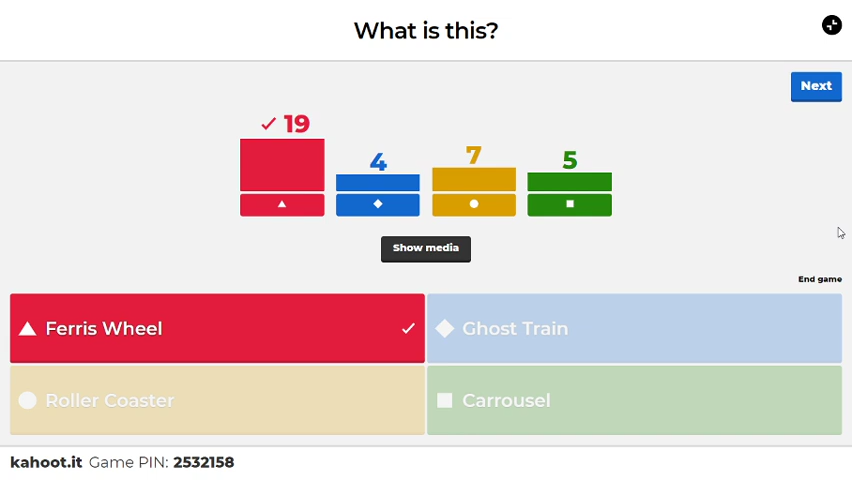 What is this?
Next
19
4
7
5
Show media
End game
Ferris Wheel
Ghost Train
Roller Coaster
Carrousel
kahoot.it Game PIN: 2532158